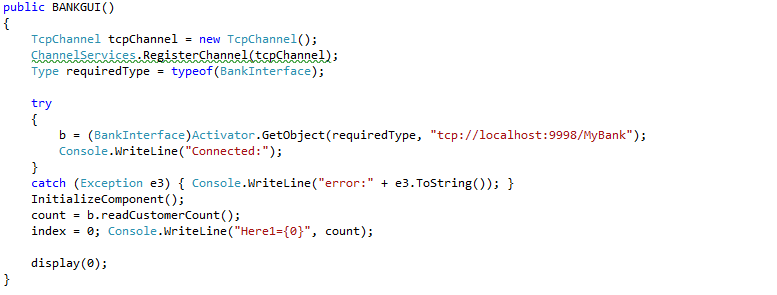 public BANKGUI()
{
    TcpChannel tcpChannel = new TcpChannel();
    ChannelServices.RegisterChannel(tcpChannel);
    Type requiredType = typeof(BankInterface);

    try
    {
        b = (BankInterface)Activator.GetObject(requiredType, "tcp://localhost:9998/MyBank");
        Console.WriteLine("Connected:");
    }
    catch (Exception e3) { Console.WriteLine("error:" + e3.ToString()); }
    InitializeComponent();
    count = b.readCustomerCount();
    index = 0; Console.WriteLine("Here1={0}", count);

    display(0);
}